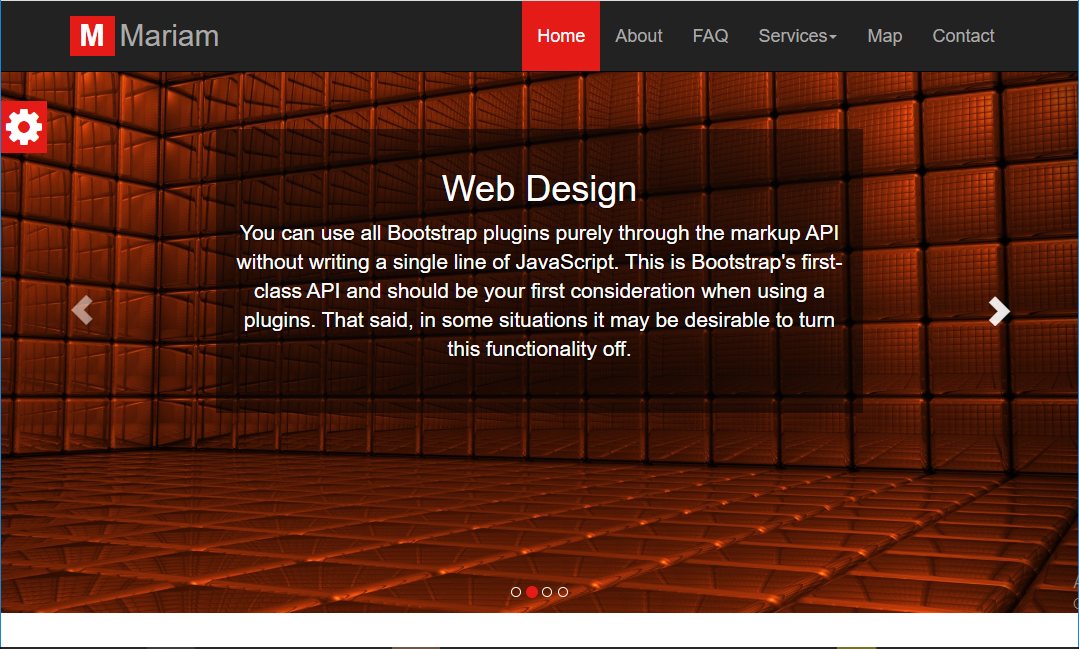 M Mariam
Home About FAQ Services Map Contact
Web Design
You can use all Bootstrap plugins purely through the markup API
without writing a single line of JavaScript. This is Bootstrap's first-
class API and should be your first consideration when using a
plugins. That said, in some situations it may be desirable to turn
this functionality off.